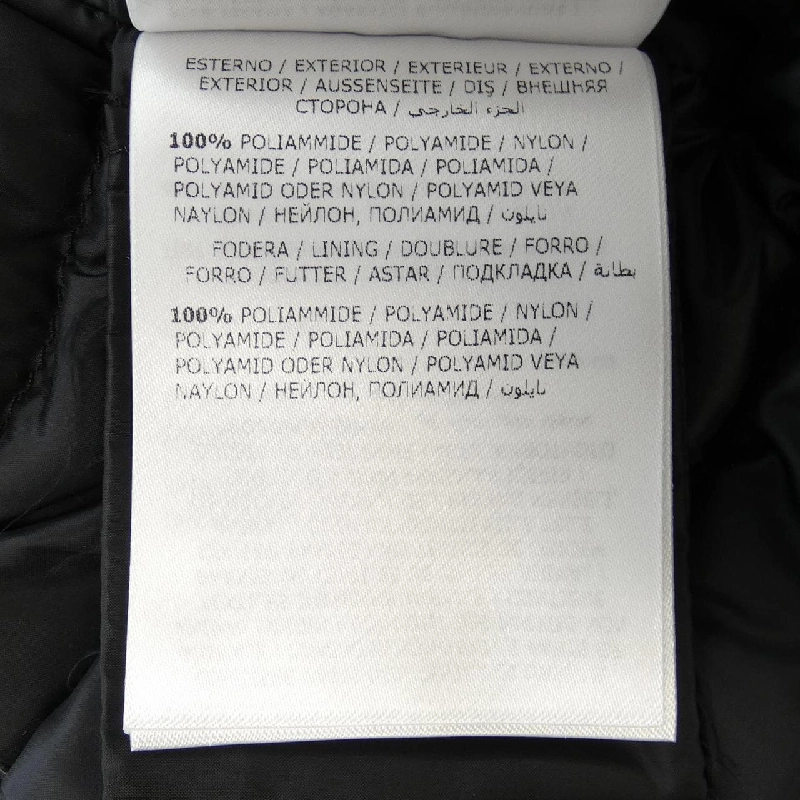 ESTERNO / EXTERIOR / EXTERIEUR / EXTERNO /
EXTERIOR / AUSSENSEITE / DIŞ / ВНЕШНЯЯ
СТОРОНА / الجزء الخارجي
100% POLIAMMIDE / POLYAMIDE / NYLON /
POLYAMIDE / POLIAMIDA / POLIAMIDA /
POLYAMID ODER NYLON / POLYAMID VEYA
NAYLON / НЕЙЛОН, ПОЛИАМИД / نايلون
FODERA / LINING / DOUBLURE / FORRO /
FORRO / FUTTER / ASTAR / ПОДКЛАДКА / بطانة
100% POLIAMMIDE / POLYAMIDE / NYLON /
POLYAMIDE / POLIAMIDA / POLIAMIDA /
POLYAMID ODER NYLON / POLYAMID VEYA
NAYLON / НЕЙЛОН, ПОЛИАМИД / نايلون